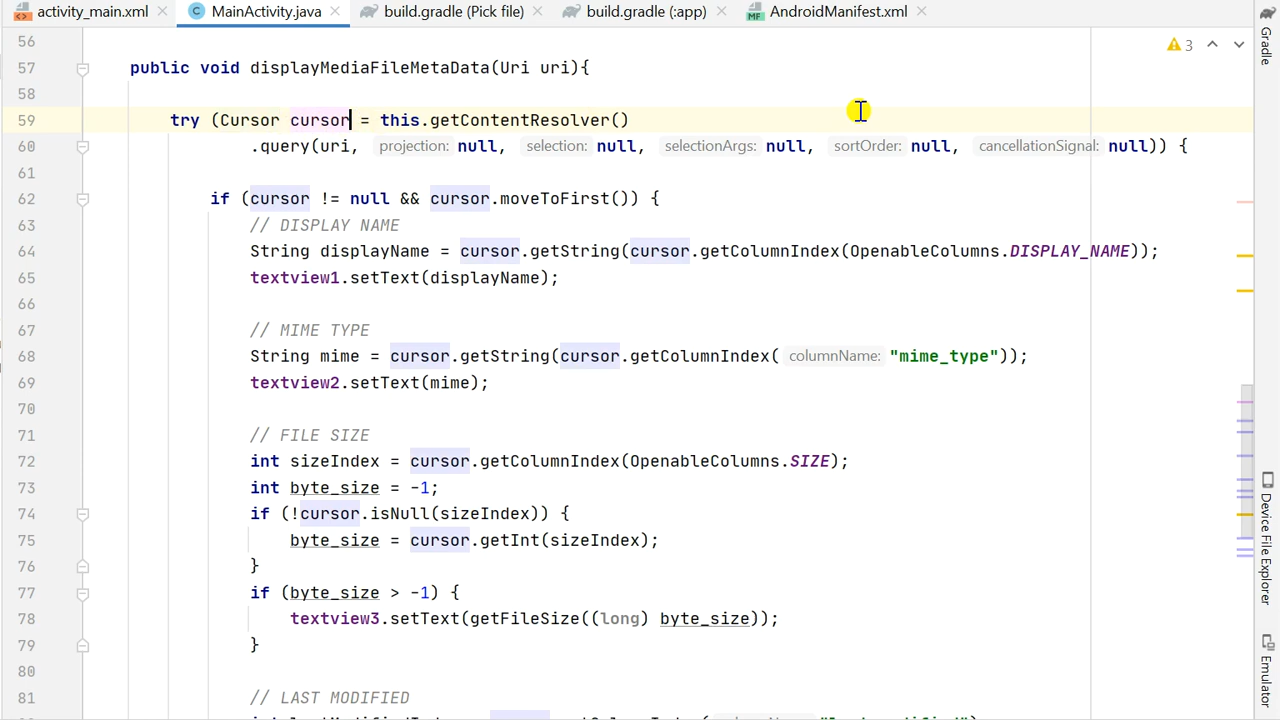 activity_main.xml MainActivity.java build.gradle (Pick file) build.gradle (:app) AndroidManifest.xml
Gradle
3
56
57 public void displayMediaFileMetaData(Uri uri){
58
59 try (Cursor cursor = this.getContentResolver()
60 .query(uri, projection: null, selection: null, selectionArgs: null, sortOrder: null, cancellationSignal: null)) {
61
62 if (cursor != null && cursor.moveToFirst()) {
63 // DISPLAY NAME
64 String displayName = cursor.getString(cursor.getColumnIndex(OpenableColumns.DISPLAY_NAME));
65 textview1.setText(displayName);
66
67 // MIME TYPE
68 String mime = cursor.getString(cursor.getColumnIndex( columnName: "mime_type"));
69 textview2.setText(mime);
70
71 // FILE SIZE
72 int sizeIndex = cursor.getColumnIndex(OpenableColumns.SIZE);
73 int byte_size = -1;
74 if (!cursor.isNull(sizeIndex)) {
75 byte_size = cursor.getInt(sizeIndex);
76 }
77 if (byte_size > -1) {
78 textview3.setText(getFileSize((long) byte_size));
79 }
80
81 // LAST MODIFIED
Device File Explorer
Emulator